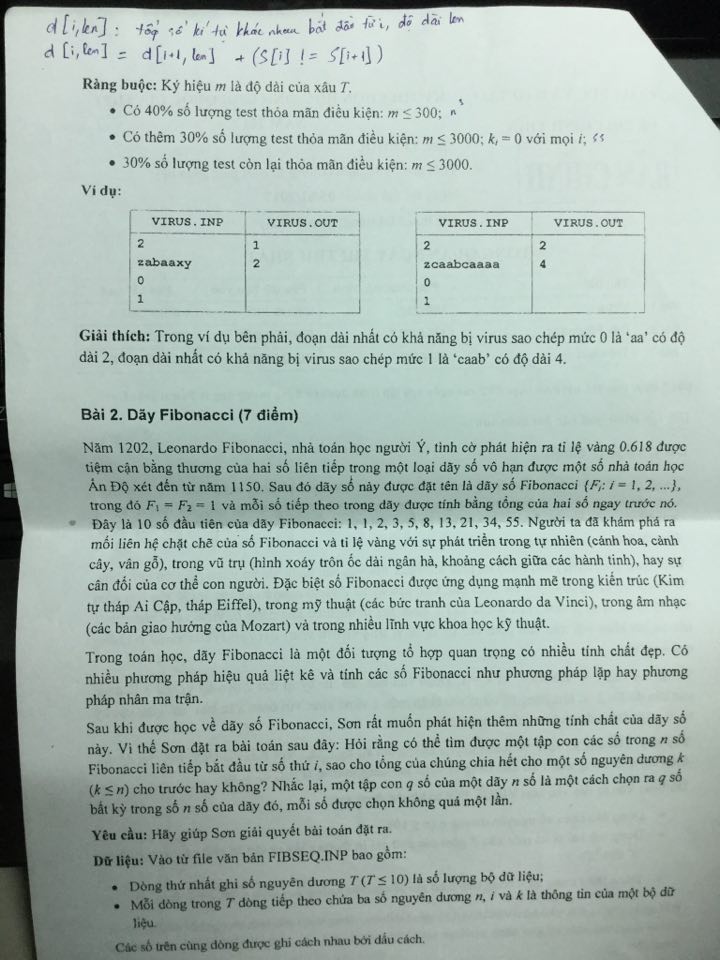 d[i,len] : tổng số kí tự khác nhau bắt đầu từ i, độ dài len
d[i,len] = d[i+1, len] + (S[i] != S[i+1])
Ràng buộc: Ký hiệu m là độ dài của xâu T.
• Có 40% số lượng test thỏa mãn điều kiện: m ≤ 300; n³
• Có thêm 30% số lượng test thỏa mãn điều kiện: m ≤ 3000; kᵢ = 0 với mọi i;
• 30% số lượng test còn lại thỏa mãn điều kiện: m ≤ 3000.
Ví dụ:
VIRUS.INP VIRUS.OUT VIRUS.INP VIRUS.OUT
2 1 2 2
zabaaxy 2 zcaabcaaaa 4
0 0
1 1
Giải thích: Trong ví dụ bên phải, đoạn dài nhất có khả năng bị virus sao chép mức 0 là ‘aa’ có độ
dài 2, đoạn dài nhất có khả năng bị virus sao chép mức 1 là ‘caab’ có độ dài 4.
Bài 2. Dãy Fibonacci (7 điểm)
Năm 1202, Leonardo Fibonacci, nhà toán học người Ý, tình cờ phát hiện ra tỉ lệ vàng 0.618 được
tiệm cận bằng thương của hai số liên tiếp trong một loại dãy số vô hạn được một số nhà toán học
Ấn Độ xét đến từ năm 1150. Sau đó dãy số này được đặt tên là dãy số Fibonacci {Fᵢ: i = 1, 2, ...},
trong đó F₁ = F₂ = 1 và mỗi số tiếp theo trong dãy được tính bằng tổng của hai số ngay trước nó.
Đây là 10 số đầu tiên của dãy Fibonacci: 1, 1, 2, 3, 5, 8, 13, 21, 34, 55. Người ta đã khám phá ra
mối liên hệ chặt chẽ của số Fibonacci và tỉ lệ vàng với sự phát triển trong tự nhiên (cánh hoa, cành
cây, vân gỗ), trong vũ trụ (hình xoáy trôn ốc dải ngân hà, khoảng cách giữa các hành tinh), hay sự
cân đối của cơ thể con người. Đặc biệt số Fibonacci được ứng dụng mạnh mẽ trong kiến trúc (Kim
tự tháp Ai Cập, tháp Eiffel), trong mỹ thuật (các bức tranh của Leonardo da Vinci), trong âm nhạc
(các bản giao hưởng của Mozart) và trong nhiều lĩnh vực khoa học kỹ thuật.
Trong toán học, dãy Fibonacci là một đối tượng tổ hợp quan trọng có nhiều tính chất đẹp. Có
nhiều phương pháp hiệu quả liệt kê và tính các số Fibonacci như phương pháp lặp hay phương
pháp nhân ma trận.
Sau khi được học về dãy số Fibonacci, Sơn rất muốn phát hiện thêm những tính chất của dãy số
này. Vì thế Sơn đặt ra bài toán sau đây: Hỏi rằng có thể tìm được một tập con các số trong n số
Fibonacci liên tiếp bắt đầu từ số thứ i, sao cho tổng của chúng chia hết cho một số nguyên dương k
(k ≤ n) cho trước hay không? Nhắc lại, một tập con q số của một dãy n số là một cách chọn ra q số
bất kỳ trong số n số của dãy đó, mỗi số được chọn không quá một lần.
Yêu cầu: Hãy giúp Sơn giải quyết bài toán đặt ra.
Dữ liệu: Vào từ file văn bản FIBSEQ.INP bao gồm:
• Dòng thứ nhất ghi số nguyên dương T (T ≤ 10) là số lượng bộ dữ liệu;
• Mỗi dòng trong T dòng tiếp theo chứa ba số nguyên dương n, i và k là thông tin của một bộ dữ
liệu.
Các số trên cùng dòng được ghi cách nhau bởi dấu cách.